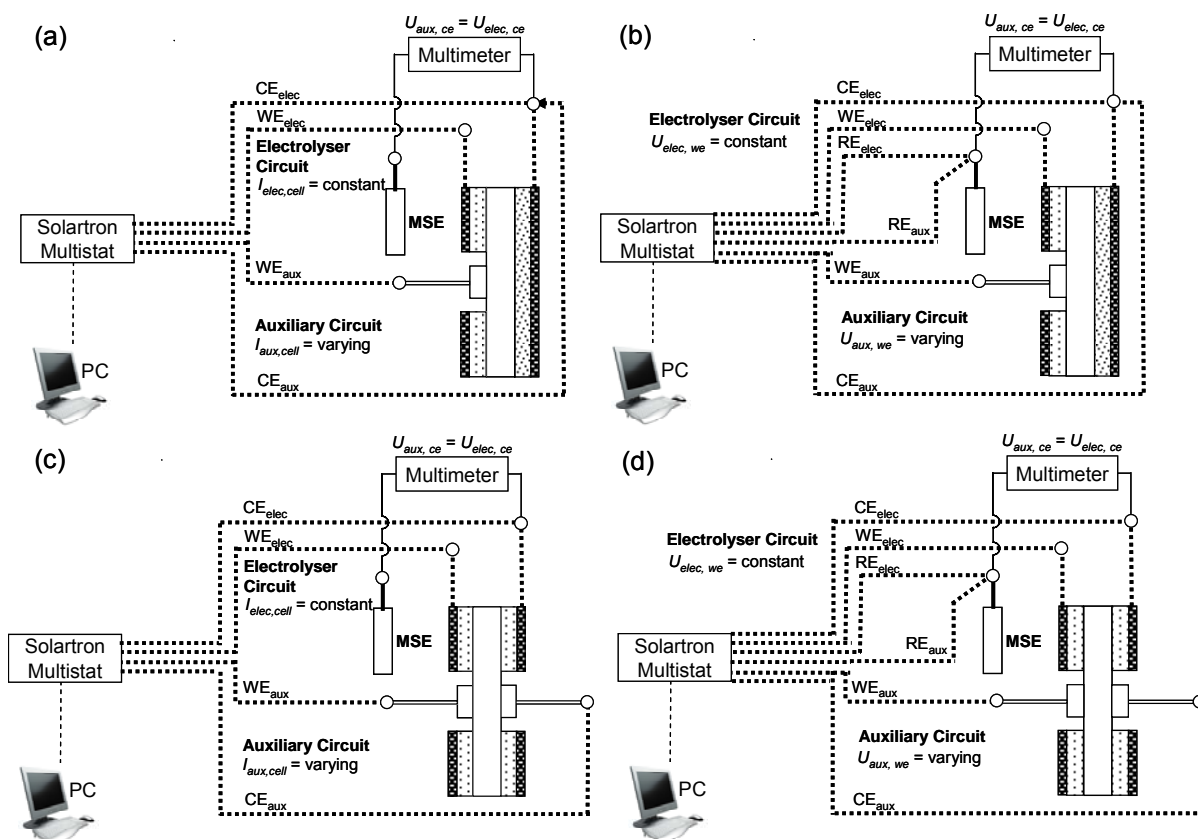 (a)
U_aux, ce = U_elec, ce
Multimeter
CE_elec
WE_elec
Electrolyser
Circuit
I_elec,cell = constant
MSE
Solartron
Multistat
WE_aux
Auxiliary Circuit
I_aux,cell = varying
PC
CE_aux
(b)
U_aux, ce = U_elec, ce
Multimeter
CE_elec
WE_elec
Electrolyser Circuit
U_elec, we = constant
RE_elec
MSE
Solartron
Multistat
RE_aux
WE_aux
Auxiliary Circuit
U_aux, we = varying
PC
CE_aux
(c)
U_aux, ce = U_elec, ce
Multimeter
CE_elec
WE_elec
Electrolyser
Circuit
I_elec,cell = constant
MSE
Solartron
Multistat
WE_aux
Auxiliary Circuit
I_aux,cell = varying
PC
CE_aux
(d)
U_aux, ce = U_elec, ce
Multimeter
CE_elec
WE_elec
Electrolyser Circuit
U_elec, we = constant
RE_elec
MSE
Solartron
Multistat
RE_aux
WE_aux
Auxiliary Circuit
U_aux, we = varying
PC
CE_aux